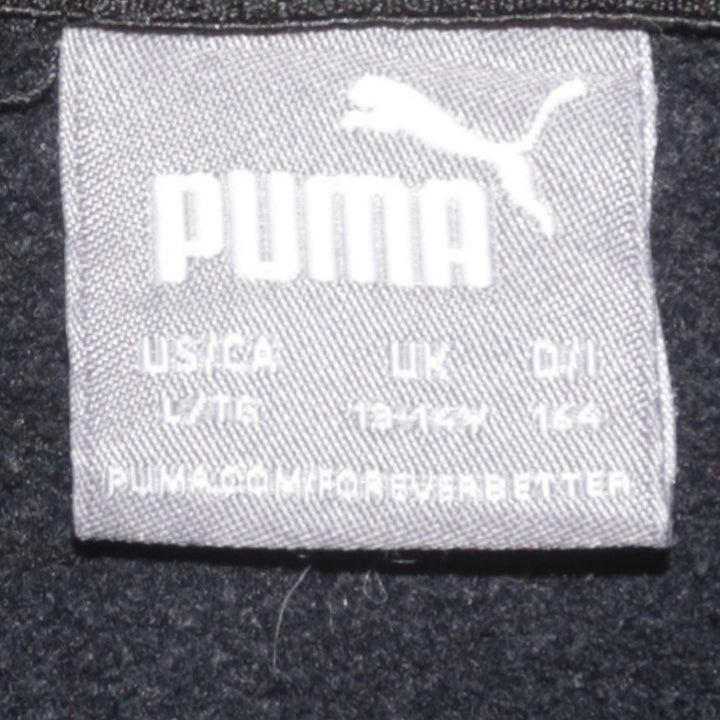 PUMA
US/CA UK D/I
L/TG 13-14Y 164
PUMA.COM/FOREVERBETTER